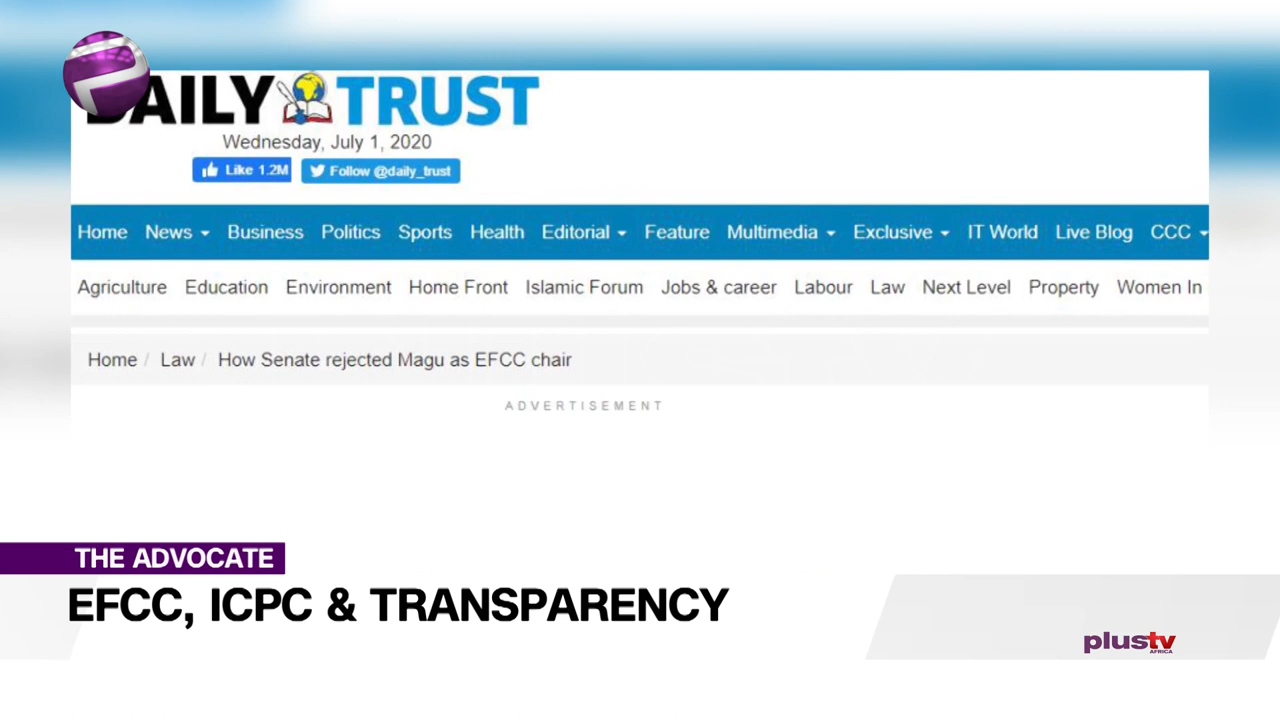 DAILY TRUST
Wednesday, July 1, 2020
Like 1.2M Follow @daily_trust
Home News Business Politics Sports Health Editorial Feature Multimedia Exclusive IT World Live Blog CCC
Agriculture Education Environment Home Front Islamic Forum Jobs & career Labour Law Next Level Property Women In
Home / Law / How Senate rejected Magu as EFCC chair
ADVERTISEMENT
THE ADVOCATE
EFCC, ICPC & TRANSPARENCY
plustv
AFRICA